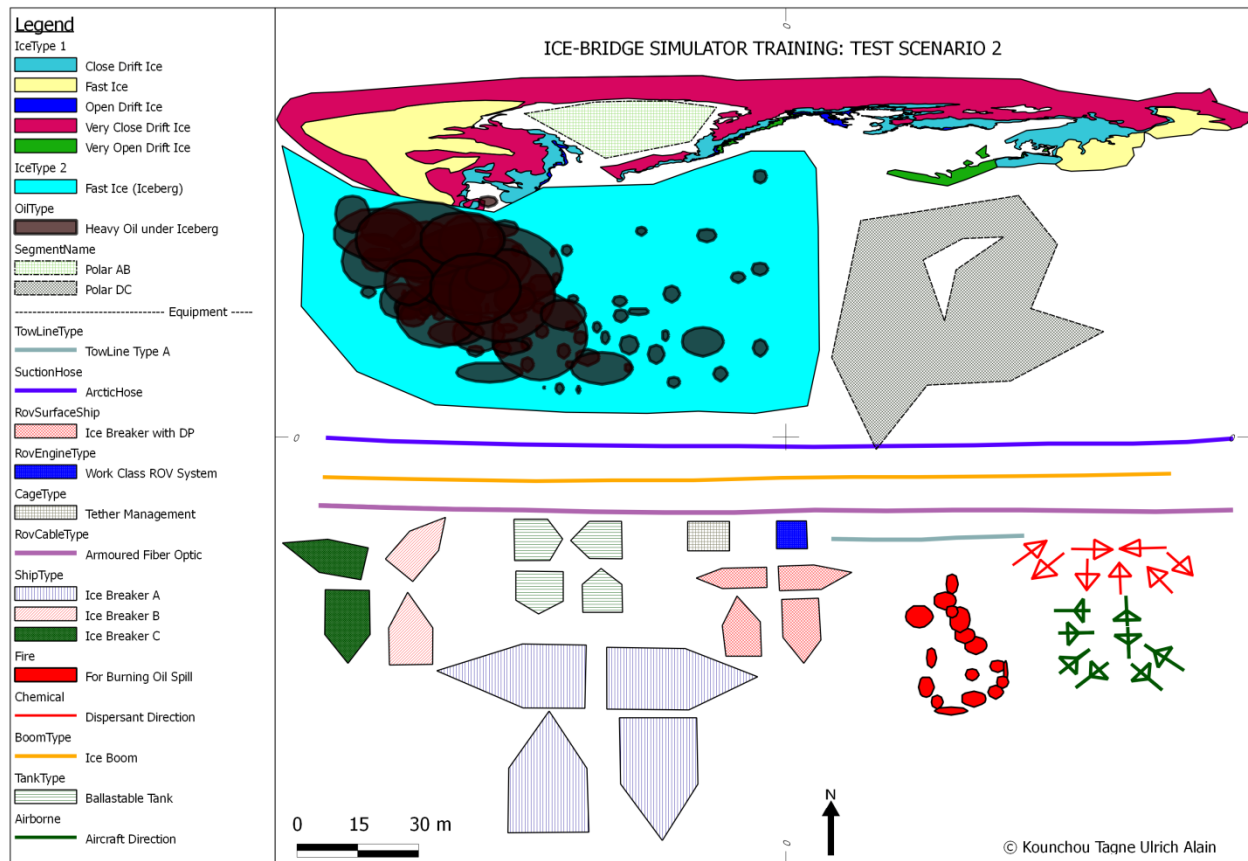 Legend
IceType 1
Close Drift Ice
Fast Ice
Open Drift Ice
Very Close Drift Ice
Very Open Drift Ice
IceType 2
Fast Ice (Iceberg)
OilType
Heavy Oil under Iceberg
SegmentName
Polar AB
Polar DC
Equipment
TowLineType
TowLine Type A
SuctionHose
ArcticHose
RovSurfaceShip
Ice Breaker with DP
RovEngineType
Work Class ROV System
CageType
Tether Management
RovCableType
Armoured Fiber Optic
ShipType
Ice Breaker A
Ice Breaker B
Ice Breaker C
Fire
For Burning Oil Spill
Chemical
Dispersant Direction
BoomType
Ice Boom
TankType
Ballastable Tank
Airborne
Aircraft Direction
0
ICE-BRIDGE SIMULATOR TRAINING: TEST SCENARIO 2
0
0
N
0 15 30 m
0
© Kounchou Tagne Ulrich Alain